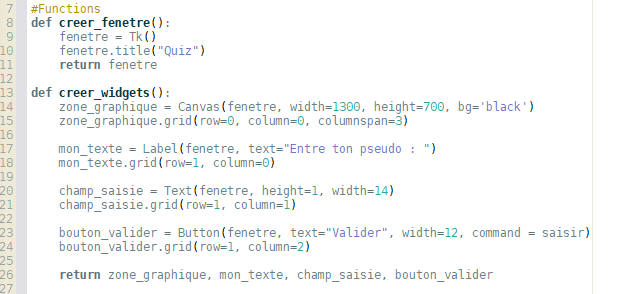 7 #Functions
8 def creer_fenetre():
9     fenetre = Tk()
10     fenetre.title("Quiz")
11     return fenetre
12
13 def creer_widgets():
14     zone_graphique = Canvas(fenetre, width=1300, height=700, bg='black')
15     zone_graphique.grid(row=0, column=0, columnspan=3)
16
17     mon_texte = Label(fenetre, text="Entre ton pseudo : ")
18     mon_texte.grid(row=1, column=0)
19
20     champ_saisie = Text(fenetre, height=1, width=14)
21     champ_saisie.grid(row=1, column=1)
22
23     bouton_valider = Button(fenetre, text="Valider", width=12, command = saisir)
24     bouton_valider.grid(row=1, column=2)
25
26     return zone_graphique, mon_texte, champ_saisie, bouton_valider
27